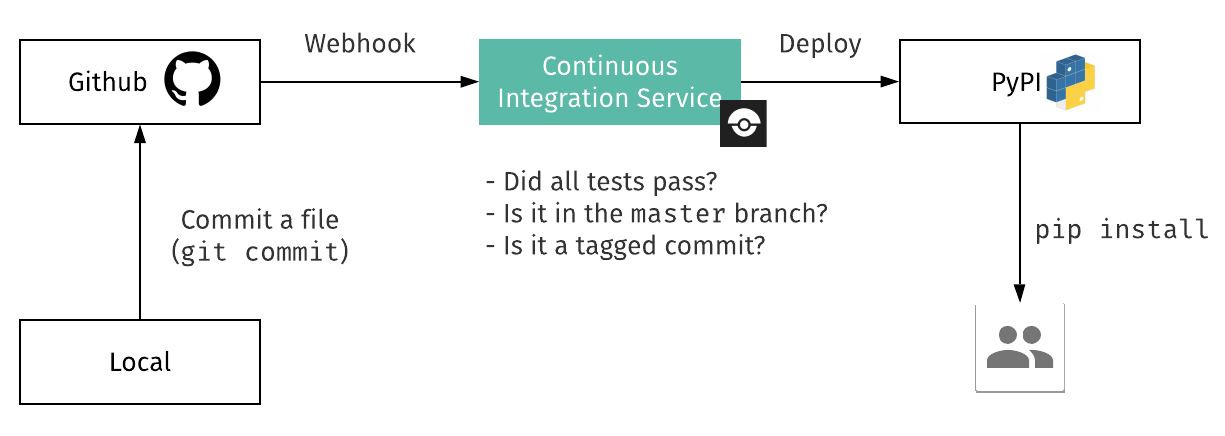 Webhook
Deploy
Github
Continuous
Integration Service
PyPI
- Did all tests pass?
- Is it in the master branch?
- Is it a tagged commit?
Commit a file
(git commit)
pip install
Local